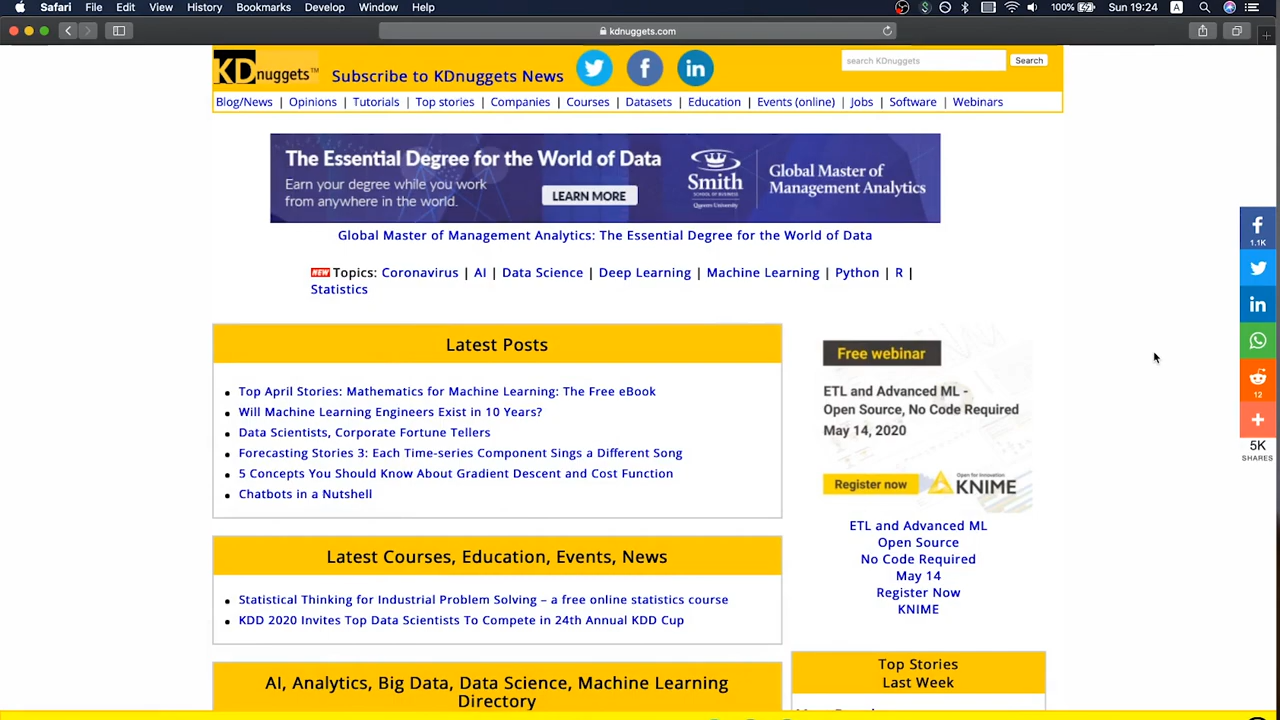 Safari File Edit View History Bookmarks Develop Window Help 100% Sun 19:24 A
kdnuggets.com
KDnuggets™ Subscribe to KDnuggets News
search KDnuggets Search
Blog/News | Opinions | Tutorials | Top stories | Companies | Courses | Datasets | Education | Events (online) | Jobs | Software | Webinars
The Essential Degree for the World of Data
Earn your degree while you work
from anywhere in the world.
LEARN MORE
Smith
SCHOOL OF BUSINESS
Queen's University
Global Master of
Management Analytics
Global Master of Management Analytics: The Essential Degree for the World of Data
NEW Topics: Coronavirus | AI | Data Science | Deep Learning | Machine Learning | Python | R |
Statistics
Latest Posts
Top April Stories: Mathematics for Machine Learning: The Free eBook
Will Machine Learning Engineers Exist in 10 Years?
Data Scientists, Corporate Fortune Tellers
Forecasting Stories 3: Each Time-series Component Sings a Different Song
5 Concepts You Should Know About Gradient Descent and Cost Function
Chatbots in a Nutshell
Latest Courses, Education, Events, News
Statistical Thinking for Industrial Problem Solving – a free online statistics course
KDD 2020 Invites Top Data Scientists To Compete in 24th Annual KDD Cup
AI, Analytics, Big Data, Data Science, Machine Learning
Directory
Free webinar
ETL and Advanced ML -
Open Source, No Code Required
May 14, 2020
Register now
Open for Innovation
KNIME
ETL and Advanced ML
Open Source
No Code Required
May 14
Register Now
KNIME
Top Stories
Last Week
1.1K
12
5K
SHARES